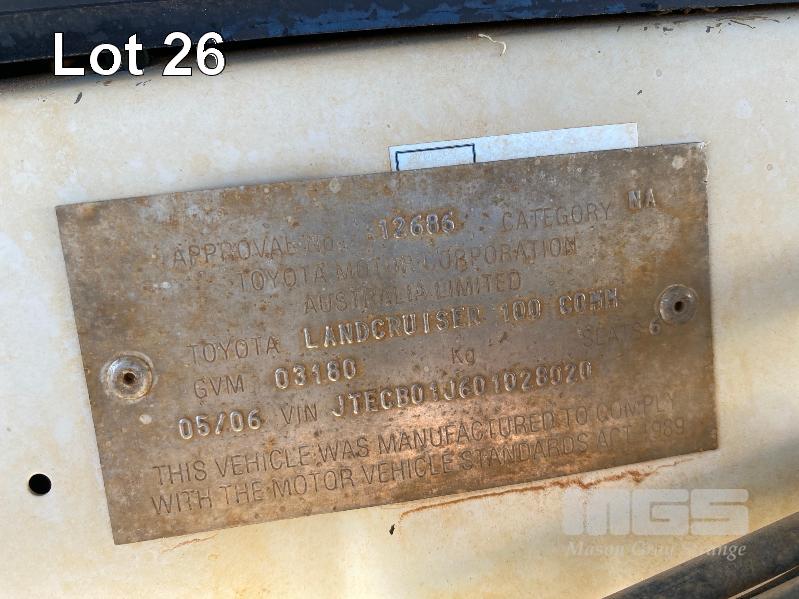 Lot 26
APPROVAL No. 12686 CATEGORY NA
TOYOTA MOTOR CORPORATION
AUSTRALIA LIMITED
TOYOTA LANDCRUISER 100 COMM
GVM 03180 Kg SEATS 6
05/06 VIN JTECB01J601028020
THIS VEHICLE WAS MANUFACTURED TO COMPLY
WITH THE MOTOR VEHICLE STANDARDS ACT 1989
MGS
Mason Gray Strange